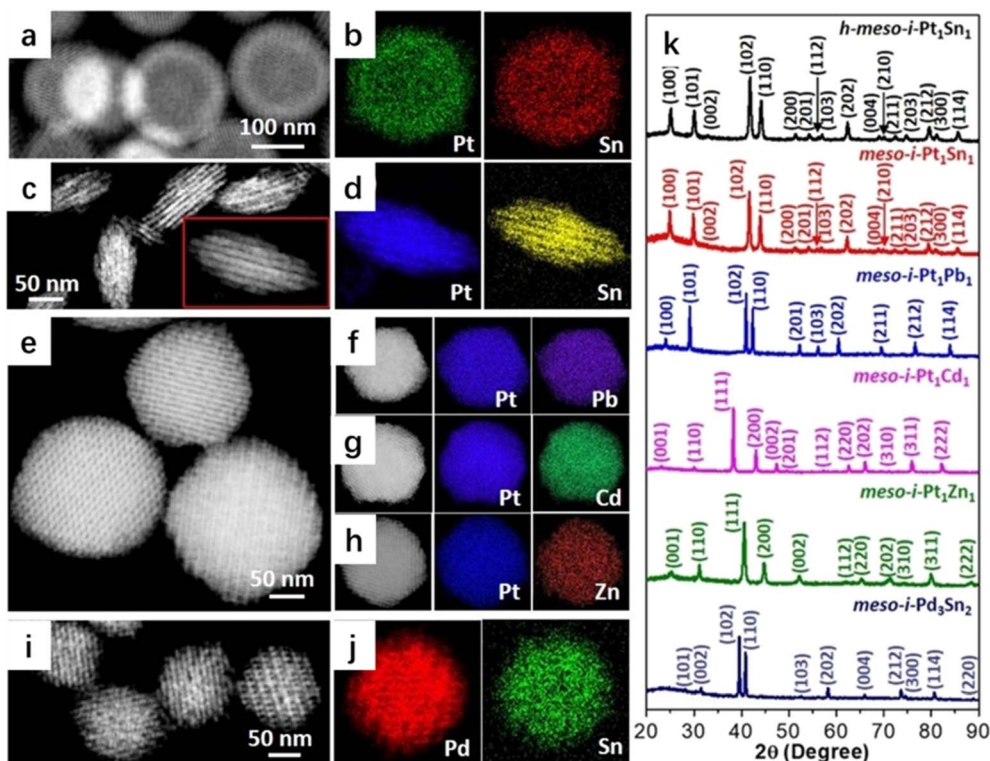 a
100 nm
b
Pt
Sn
c
50 nm
d
Pt
Sn
e
50 nm
f
Pt
Pb
g
Pt
Cd
h
Pt
Zn
i
50 nm
j
Pd
Sn
k
h-meso-i-Pt₁Sn₁
(100) (101) (002) (102) (110) (200) (201) (112) (103) (202) (004) (210) (211) (203) (212) (300) (114)
meso-i-Pt₁Sn₁
(100) (101) (002) (102) (110) (200) (201) (112) (103) (202) (004) (210) (211) (203) (212) (300) (114)
meso-i-Pt₁Pb₁
(100) (101) (102) (110) (201) (103) (202) (211) (212) (114)
meso-i-Pt₁Cd₁
(001) (110) (111) (200) (002) (201) (112) (220) (202) (310) (311) (222)
meso-i-Pt₁Zn₁
(001) (110) (111) (200) (002) (112) (220) (202) (310) (311) (222)
meso-i-Pd₃Sn₂
(101) (002) (102) (110) (103) (202) (004) (212) (300) (114) (220)
20 30 40 50 60 70 80 90
2θ (Degree)